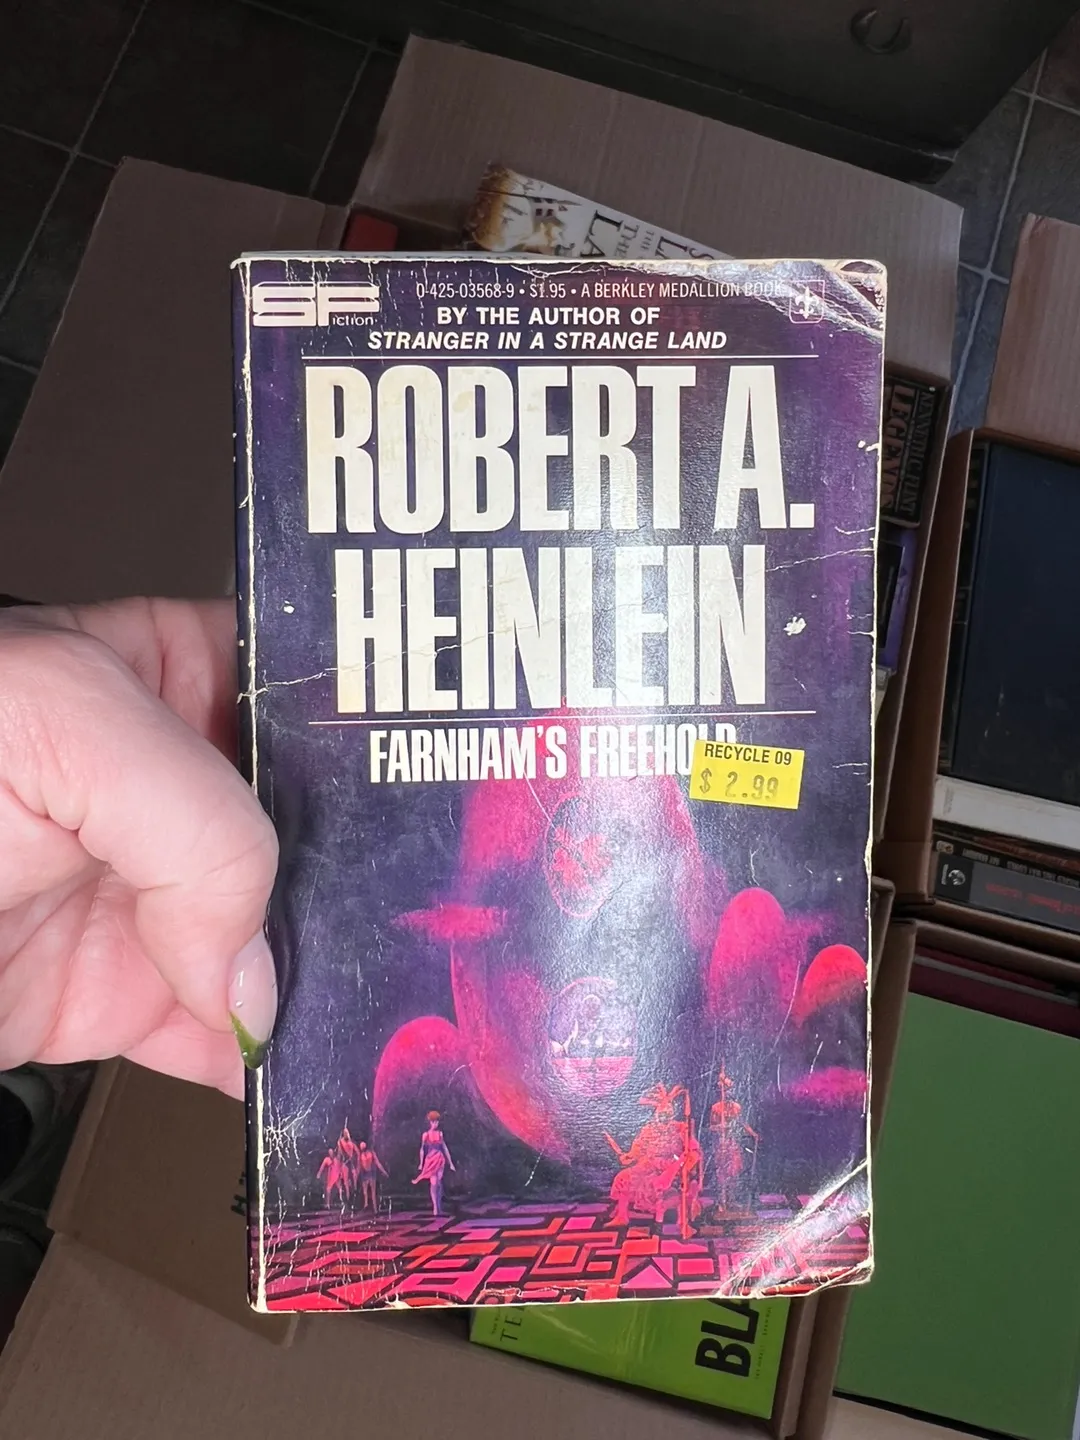 SF
iction
0-425-03568-9 • $1.95 • A BERKLEY MEDALLION BOOK
BY THE AUTHOR OF
STRANGER IN A STRANGE LAND
ROBERT A.
HEINLEIN
FARNHAM'S FREEHOLD
RECYCLE 09
$ 2.99
LEGENDS
BLA